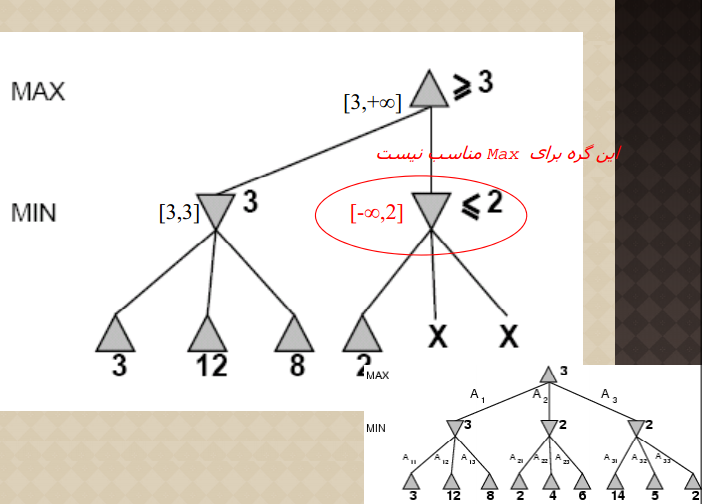 MAX
[3,+∞]
≥3
این گره برای Max مناسب نیست
MIN
[3,3]
3
[-∞,2]
≤2
3 12 8 2 X X
MAX
3
A1 A2 A3
MIN
3 2 2
A11 A12 A13 A21 A22 A23 A31 A32 A33
3 12 8 2 4 6 14 5 2